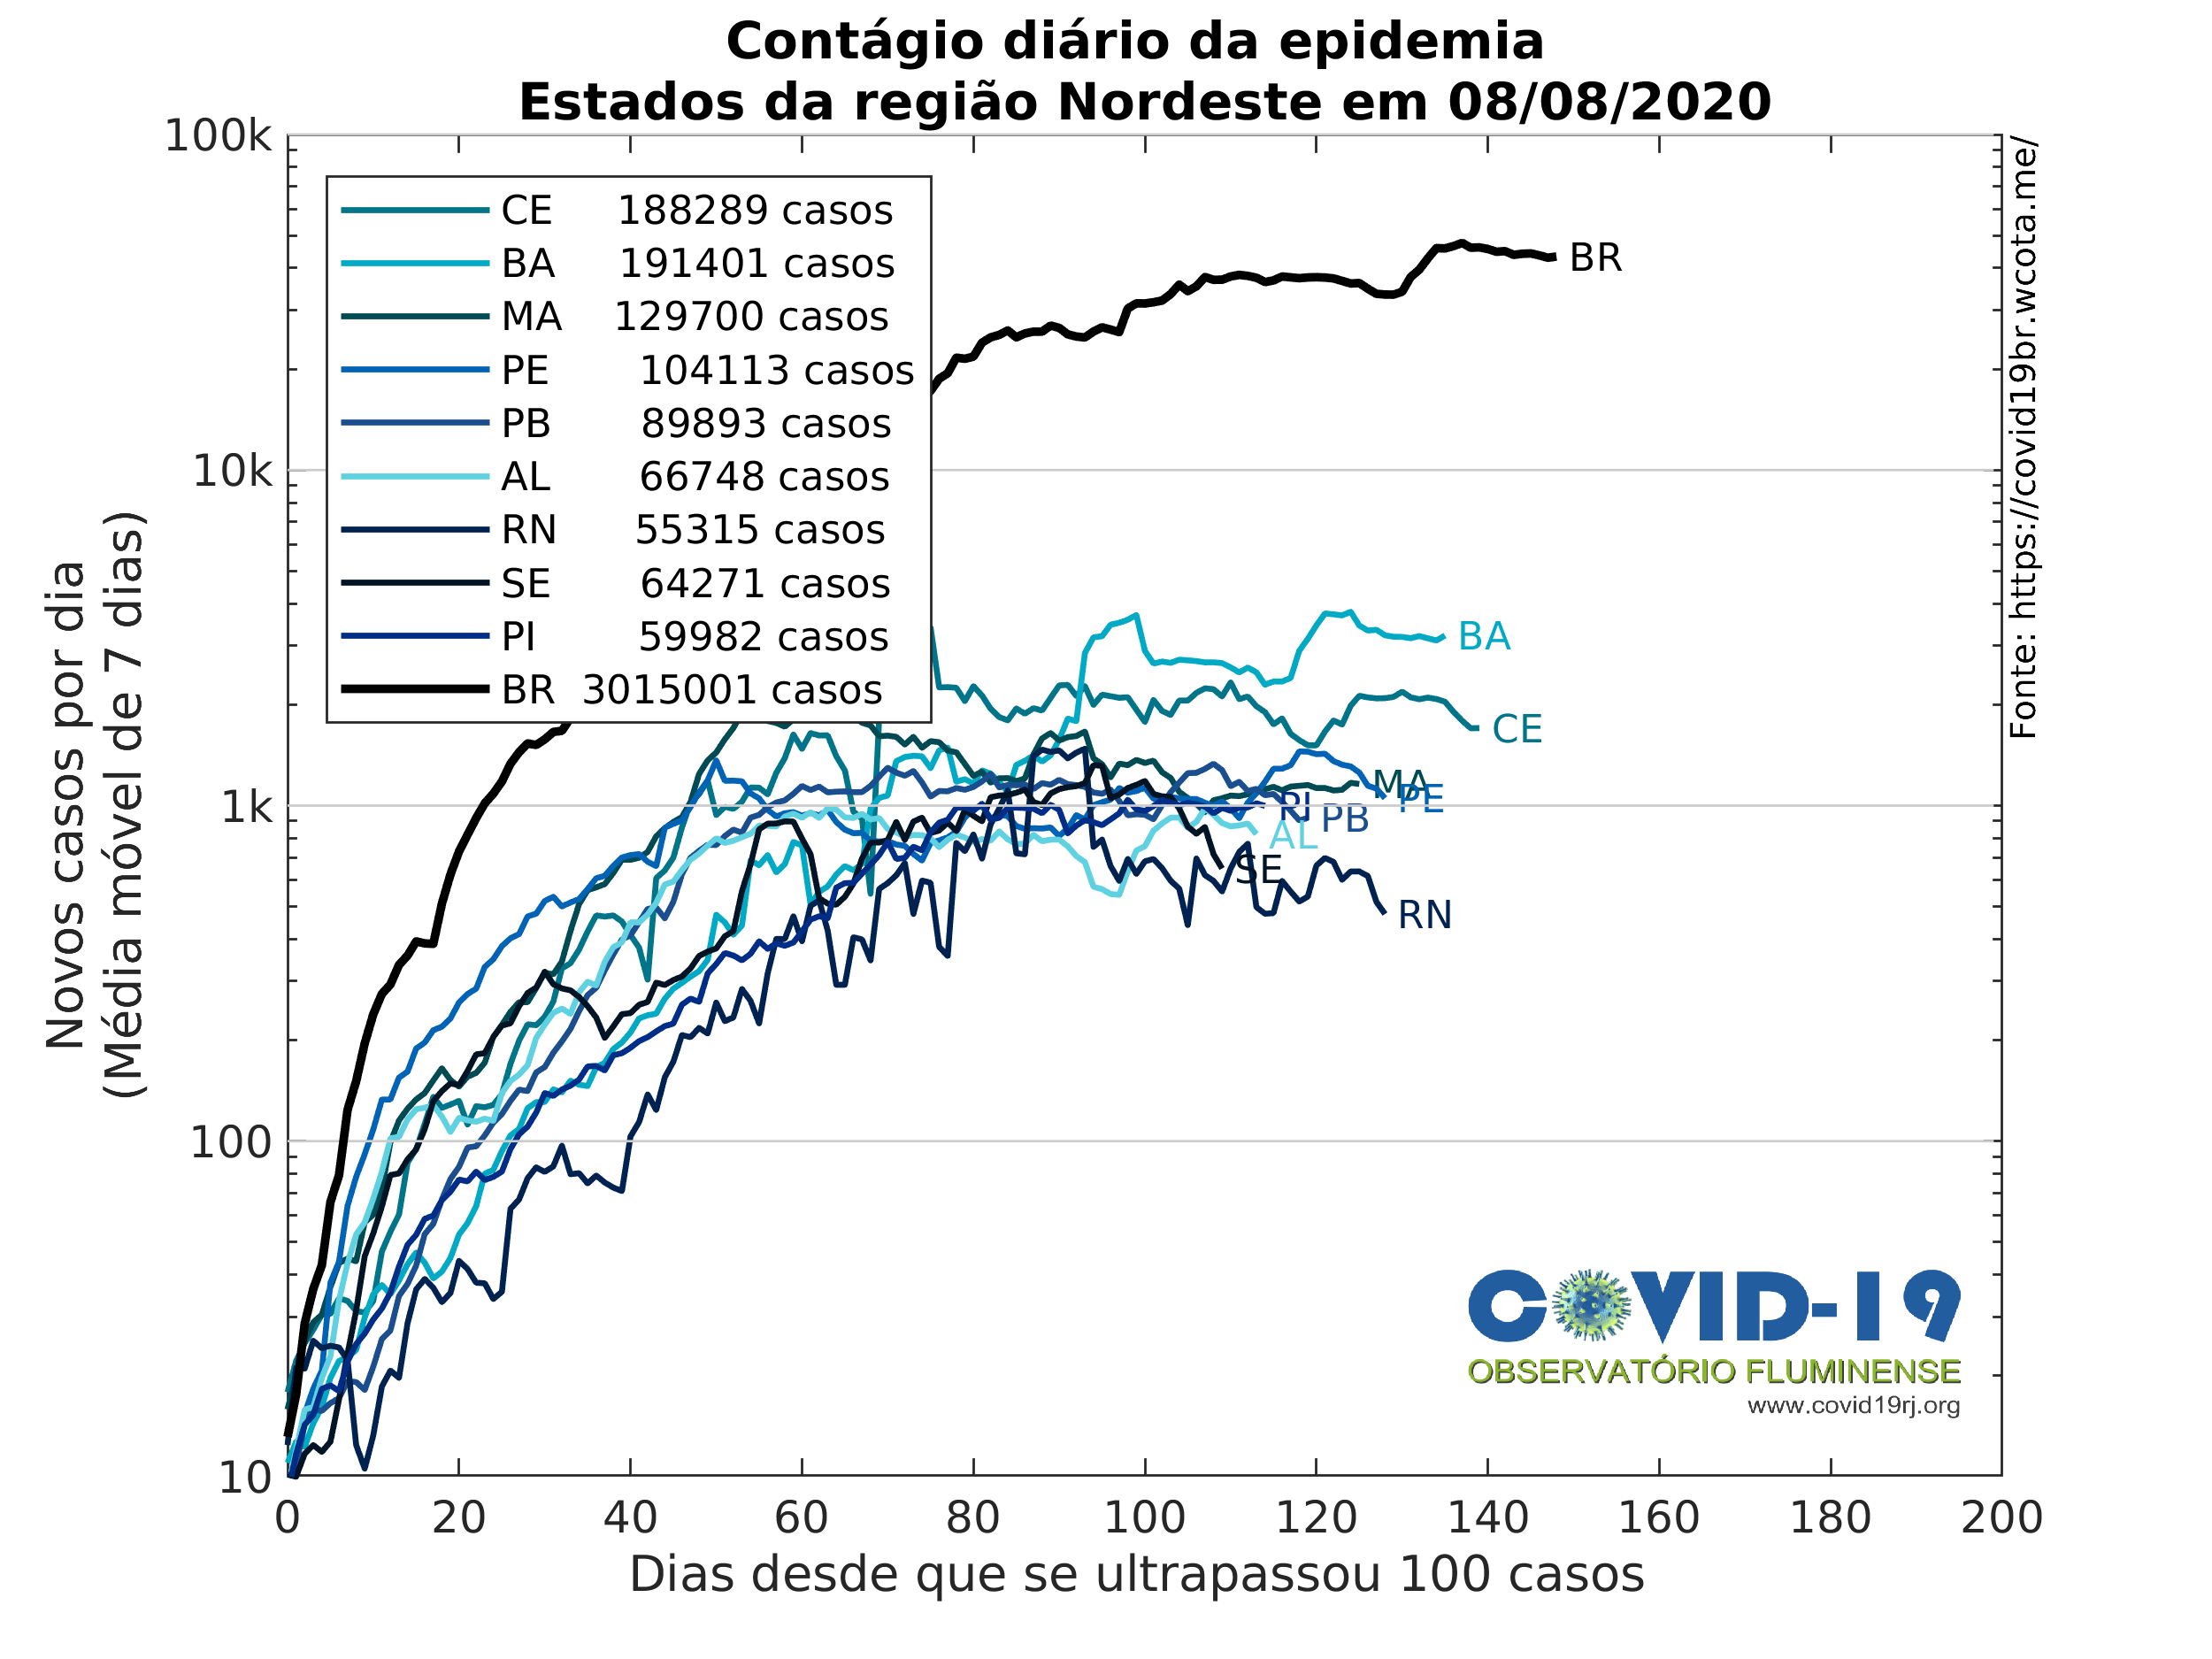 Contágio diário da epidemia
Estados da região Nordeste em 08/08/2020
Novos casos por dia
(Média móvel de 7 dias)
100k
10k
1k
100
10
CE 188289 casos
BA 191401 casos
MA 129700 casos
PE 104113 casos
PB 89893 casos
AL 66748 casos
RN 55315 casos
SE 64271 casos
PI 59982 casos
BR 3015001 casos
BR
BA
CE
MA
PE
PI
PB
AL
SE
RN
Fonte: https://covid19br.wcota.me/
COVID-19
OBSERVATÓRIO FLUMINENSE
www.covid19rj.org
0 20 40 60 80 100 120 140 160 180 200
Dias desde que se ultrapassou 100 casos